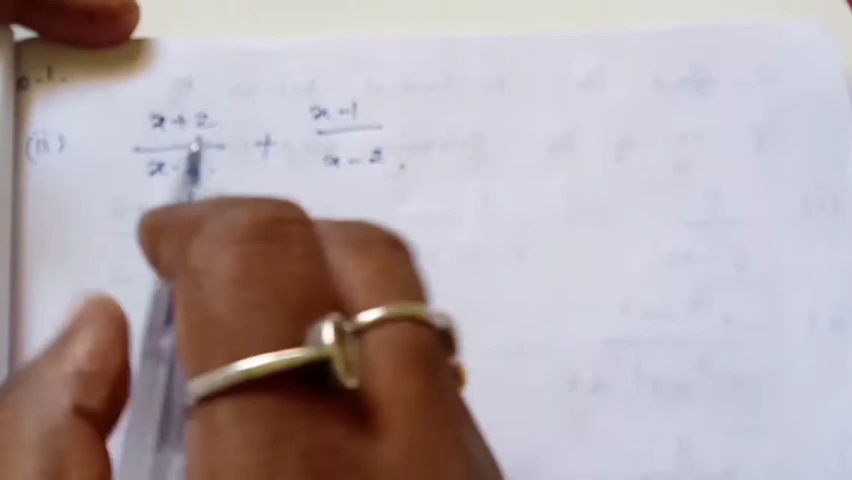 (ii) x+2 + x-1
x- x-2.